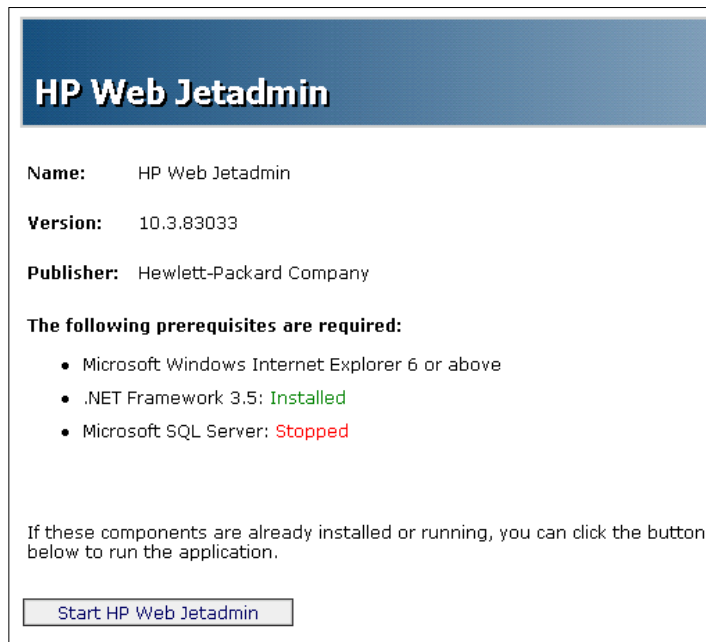 HP Web Jetadmin
Name: HP Web Jetadmin
Version: 10.3.83033
Publisher: Hewlett-Packard Company
The following prerequisites are required:
• Microsoft Windows Internet Explorer 6 or above
• .NET Framework 3.5: Installed
• Microsoft SQL Server: Stopped
If these components are already installed or running, you can click the button
below to run the application.
Start HP Web Jetadmin